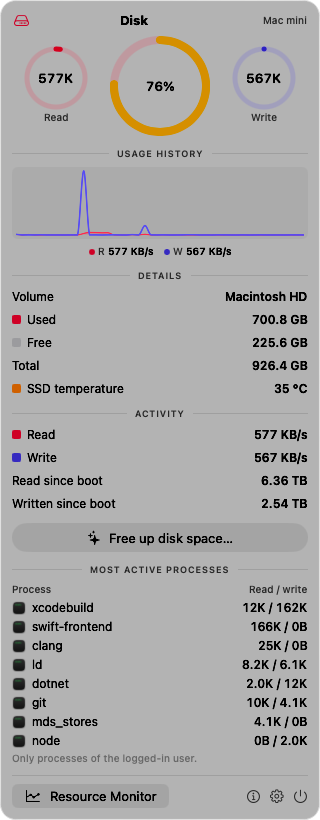 Disk
Mac mini
577K
76%
567K
Read
Write
USAGE HISTORY
R 577 KB/s W 567 KB/s
DETAILS
Volume Macintosh HD
Used 700.8 GB
Free 225.6 GB
Total 926.4 GB
SSD temperature 35 °C
ACTIVITY
Read 577 KB/s
Write 567 KB/s
Read since boot 6.36 TB
Written since boot 2.54 TB
Free up disk space...
MOST ACTIVE PROCESSES
Process Read / write
xcodebuild 12K / 162K
swift-frontend 166K / 0B
clang 25K / 0B
ld 8.2K / 6.1K
dotnet 2.0K / 12K
git 10K / 4.1K
mds_stores 4.1K / 0B
node 0B / 2.0K
Only processes of the logged-in user.
Resource Monitor